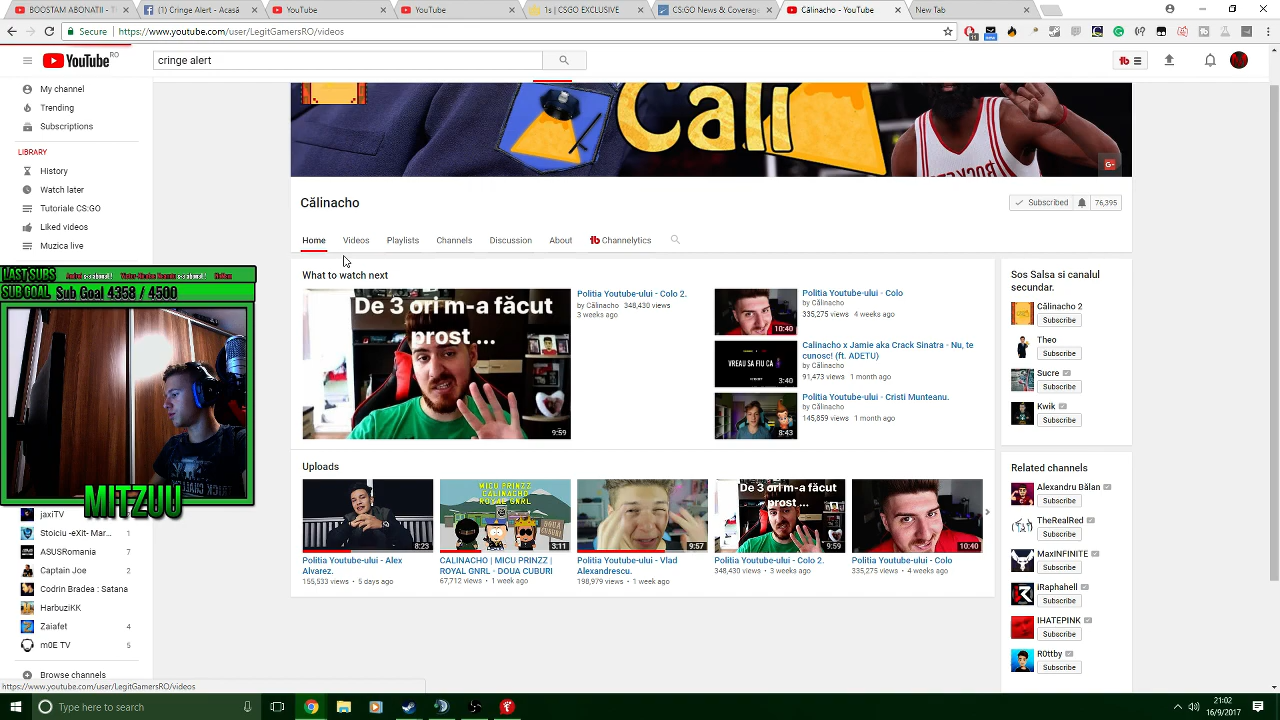 BOOSTAM ABONATII - T
(1) Cringe Alert - Acasă
YouTube
YouTube
1s | CSGO EXCLUSIVE
CS:GO News & Coverage
Călinacho - YouTube
New Tab
Secure
https://www.youtube.com/user/LegitGamersRO/videos
YouTube RO
cringe alert
My channel
Trending
Subscriptions
LIBRARY
History
Watch later
Tutoriale CS:GO
Liked videos
Muzica live
Cali
ROCKETS
Călinacho
Subscribed
76,395
Home
Videos
Playlists
Channels
Discussion
About
Channelytics
What to watch next
De 3 ori m-a făcut
prost ...
9:59
Politia Youtube-ului - Colo 2.
by Călinacho 348,430 views
3 weeks ago
10:40
Politia Youtube-ului - Colo
by Călinacho
335,275 views • 4 weeks ago
VREAU SA FIU CA
3:40
Calinacho x Jamie aka Crack Sinatra - Nu, te
cunosc! (ft. ADETU)
by Călinacho
91,473 views • 1 month ago
8:43
Politia Youtube-ului - Cristi Munteanu.
by Călinacho
145,859 views • 1 month ago
Sos Salsa si canalul
secundar.
Călinacho 2
Subscribe
Theo
Subscribe
Sucre
Subscribe
Kwik
Subscribe
LAST SUBS
SUB GOAL Sub Goal 4358 / 4500
MITZUU
Uploads
8:23
Politia Youtube-ului - Alex
Alvarez.
155,333 views • 5 days ago
MICU PRINZZ
CALINACHO
ROYAL GNRL
DOUA CUBURI
3:11
CALINACHO | MICU PRINZZ |
ROYAL GNRL - DOUA CUBURI
67,712 views • 1 week ago
9:57
Politia Youtube-ului - Vlad
Alexandrescu.
198,979 views • 1 week ago
De 3 ori m-a făcut
prost ...
9:59
Politia Youtube-ului - Colo 2.
348,430 views • 3 weeks ago
10:40
Politia Youtube-ului - Colo
335,275 views • 4 weeks ago
Related channels
Alexandru Bălan
Subscribe
TheRealRed
Subscribe
MaxINFINITE
Subscribe
iRaphahell
Subscribe
IHATEPINK
Subscribe
R0ttby
Subscribe
jaxiTV
Stoiciu -eXit- Mar... 1
ASUSRomania 7
Captain Joe 2
Codrin Bradea : Satana
HarbuziKK
Zaiafet 4
m0E TV 5
Browse channels
https://www.youtube.com/user/LegitGamersRO/videos
Type here to search
21:02
16/9/2017